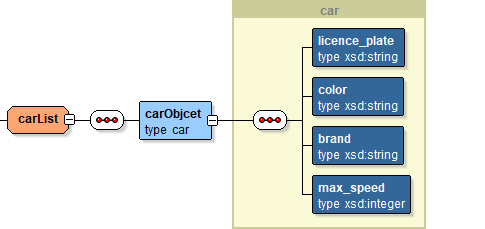 car
licence_plate
type xsd:string
color
type xsd:string
carList
carObjcet
type car
brand
type xsd:string
max_speed
type xsd:integer